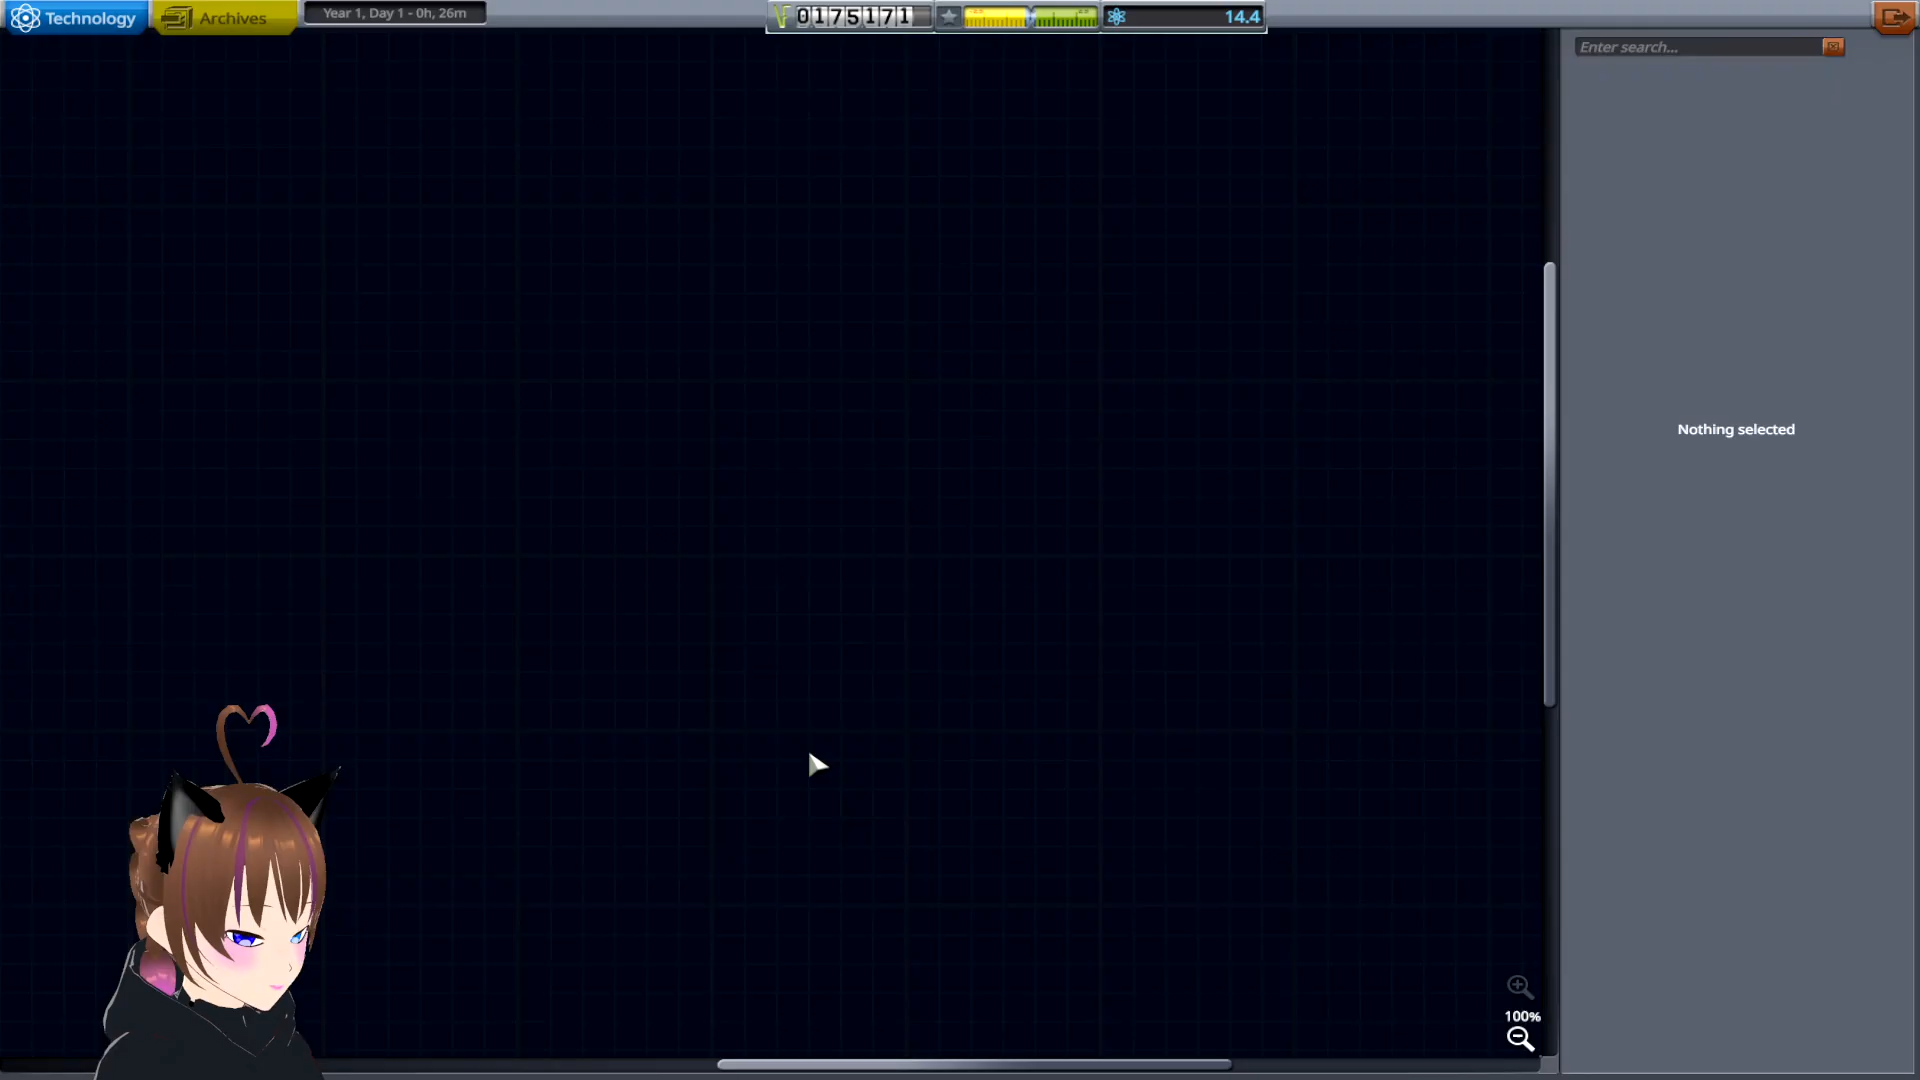 Technology
Archives
Year 1, Day 1 - 0h, 26m
0175171
14.4
Enter search...
Nothing selected
100%